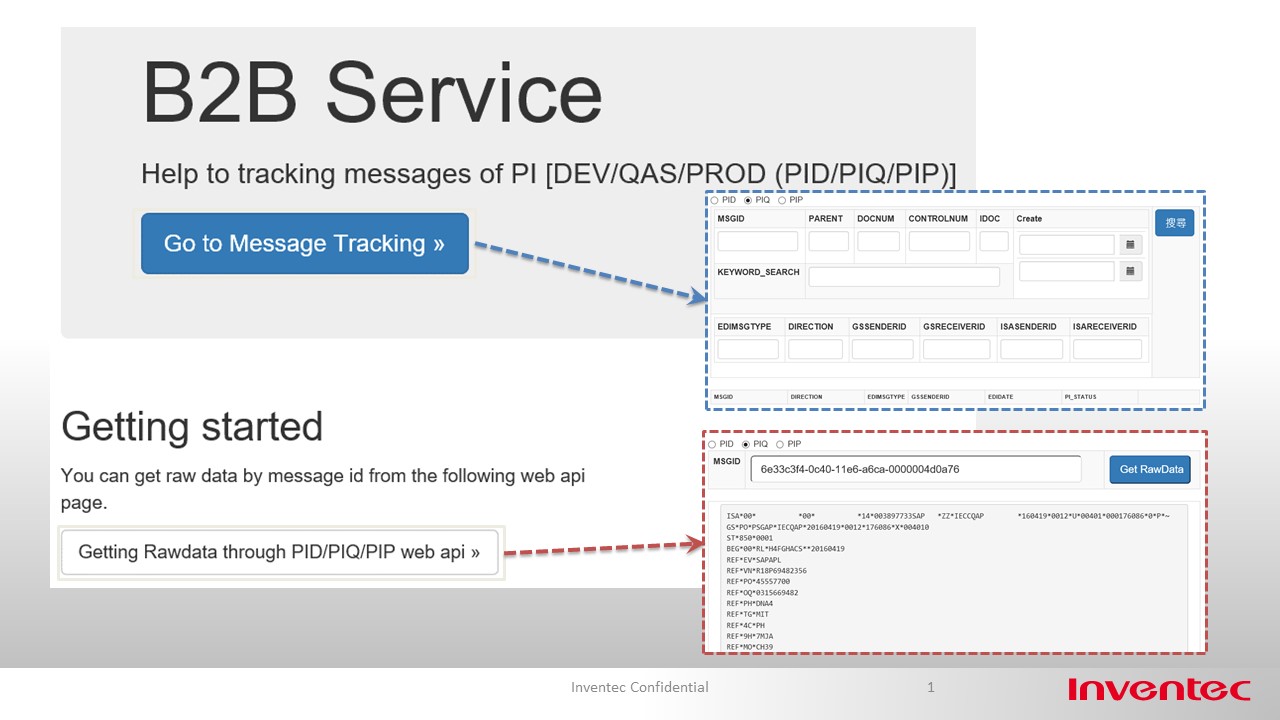 B2B Service
Help to tracking messages of PI [DEV/QAS/PROD (PID/PIQ/PIP)]
Go to Message Tracking »
PID PIQ PIP
MSGID PARENT DOCNUM CONTROLNUM IDOC Create
搜尋
KEYWORD_SEARCH
EDIMSGTYPE DIRECTION GSSENDERID GSRECEIVERID ISASENDERID ISARECEIVERID
MSGID DIRECTION EDIMSGTYPE GSSENDERID EDIDATE PI_STATUS
Getting started
You can get raw data by message id from the following web api
page.
Getting Rawdata through PID/PIQ/PIP web api »
PID PIQ PIP
MSGID 6e33c3f4-0c40-11e6-a6ca-0000004d0a76 Get RawData
ISA*00* *00* *14*003897733SAP *ZZ*IECCQAP *160419*0012*U*00401*000176086*0*P*~
GS*PO*PSGAP*IECQAP*20160419*0012*176086*X*004010
ST*850*0001
BEG*00*RL*H4FGHACS**20160419
REF*EV*SAPAPL
REF*VN*R18P69482356
REF*PO*45557700
REF*OQ*0315669482
REF*PH*DNA4
REF*TG*MIT
REF*4C*PH
REF*9H*7MJA
REF*MO*CH39
Inventec Confidential
1
Inventec